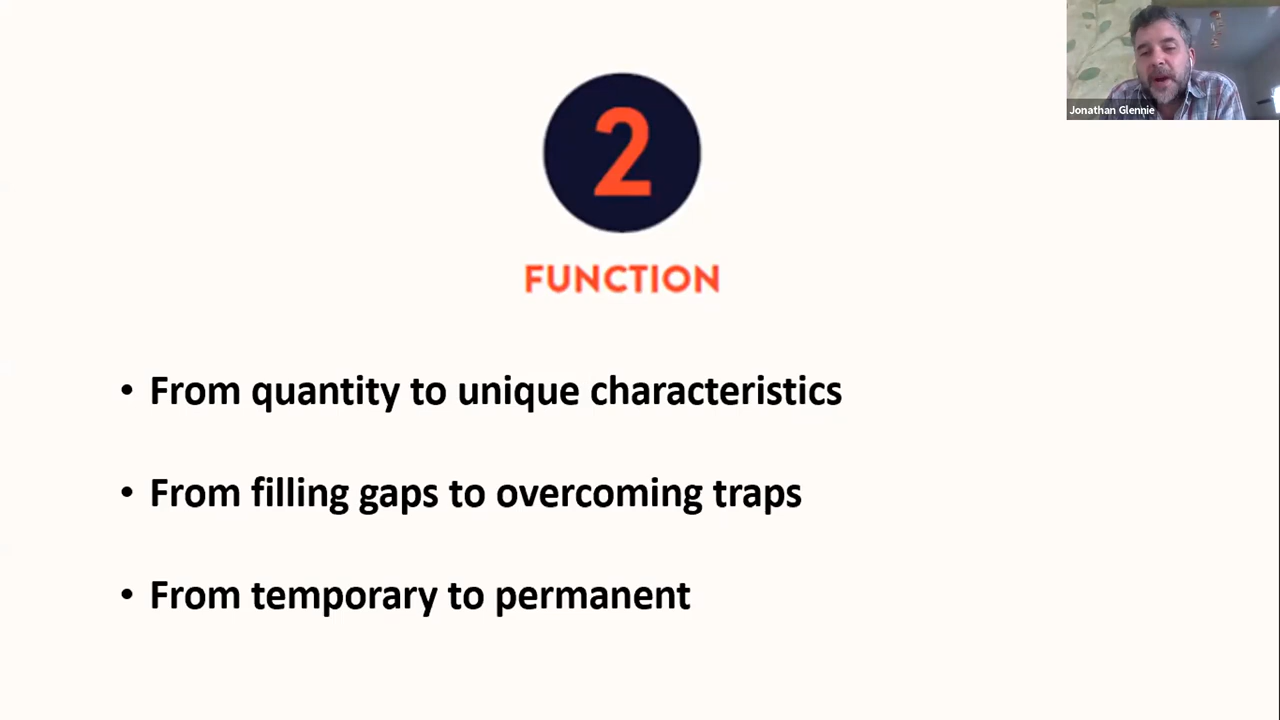 2
FUNCTION
• From quantity to unique characteristics
• From filling gaps to overcoming traps
• From temporary to permanent
Jonathan Glennie